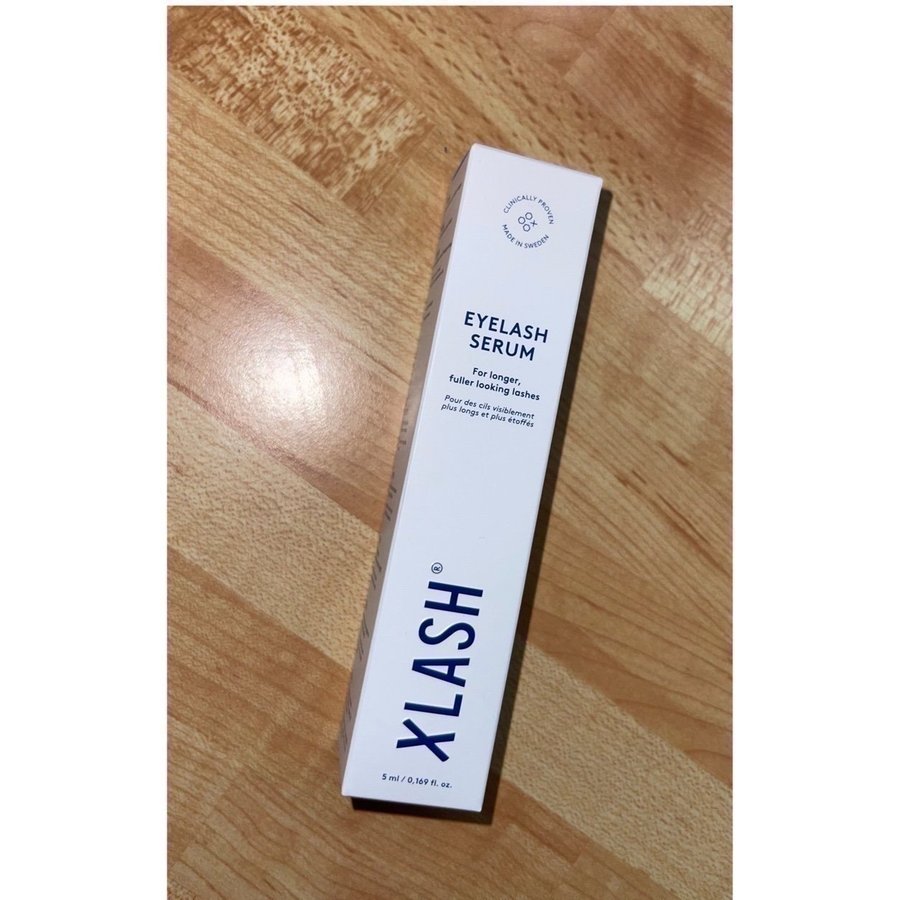 CLINICALLY PROVEN
MADE IN SWEDEN
EYELASH
SERUM
For longer,
fuller looking lashes
Pour des cils visiblement
plus longs et plus étoffés
XLASH®
5 ml / 0,169 fl. oz.